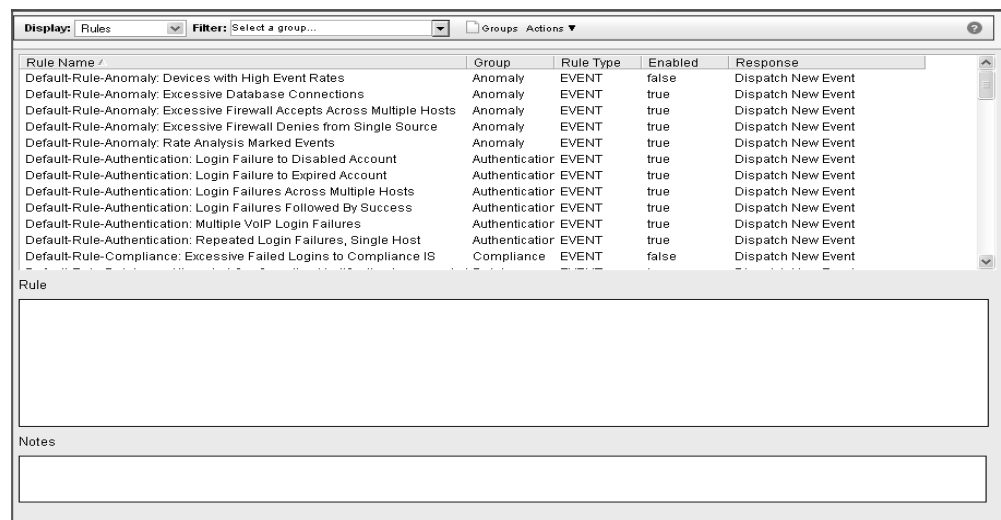 Display: Rules Filter: Select a group... Groups Actions ▼ ?
Rule Name Group Rule Type Enabled Response
Default-Rule-Anomaly: Devices with High Event Rates Anomaly EVENT false Dispatch New Event
Default-Rule-Anomaly: Excessive Database Connections Anomaly EVENT true Dispatch New Event
Default-Rule-Anomaly: Excessive Firewall Accepts Across Multiple Hosts Anomaly EVENT true Dispatch New Event
Default-Rule-Anomaly: Excessive Firewall Denies from Single Source Anomaly EVENT true Dispatch New Event
Default-Rule-Anomaly: Rate Analysis Marked Events Anomaly EVENT true Dispatch New Event
Default-Rule-Authentication: Login Failure to Disabled Account Authentication EVENT true Dispatch New Event
Default-Rule-Authentication: Login Failure to Expired Account Authentication EVENT true Dispatch New Event
Default-Rule-Authentication: Login Failures Across Multiple Hosts Authentication EVENT true Dispatch New Event
Default-Rule-Authentication: Login Failures Followed By Success Authentication EVENT true Dispatch New Event
Default-Rule-Authentication: Multiple VoIP Login Failures Authentication EVENT true Dispatch New Event
Default-Rule-Authentication: Repeated Login Failures, Single Host Authentication EVENT true Dispatch New Event
Default-Rule-Compliance: Excessive Failed Logins to Compliance IS Compliance EVENT false Dispatch New Event
Rule
Notes